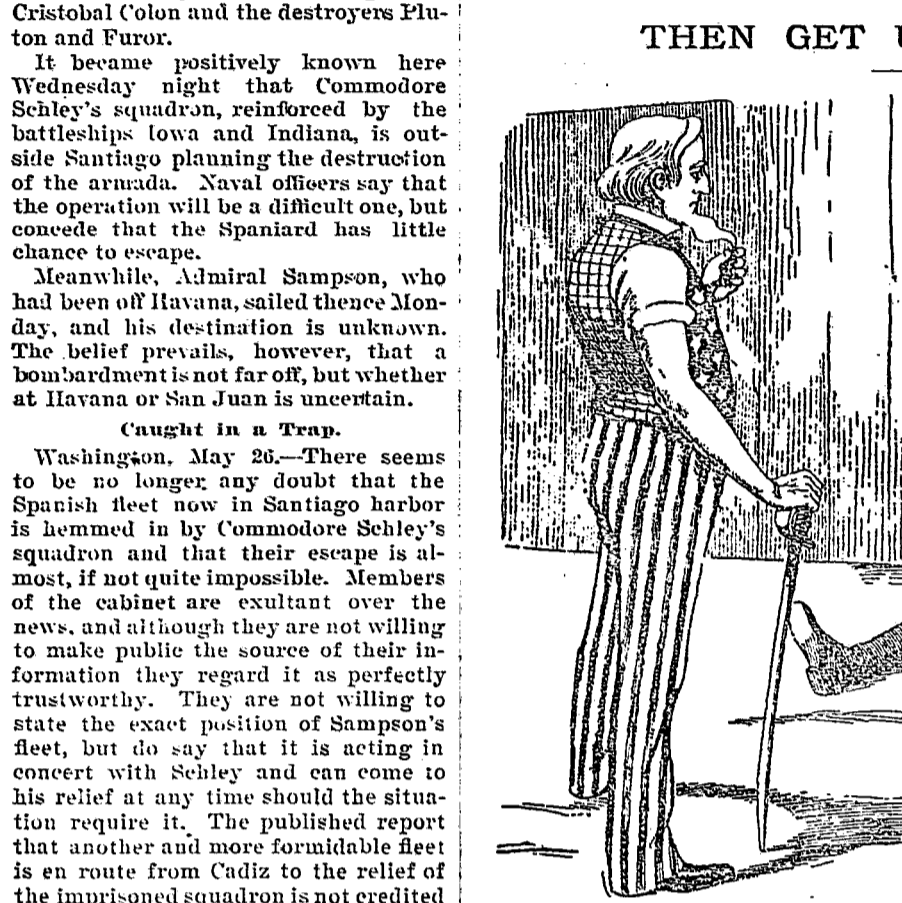 Cristobal Colon and the destroyers Plu-
ton and Furor.
It became positively known here
Wednesday night that Commodore
Schley's squadron, reinforced by the
battleships Iowa and Indiana, is out-
side Santiago planning the destruction
of the armada. Naval officers say that
the operation will be a difficult one, but
concede that the Spaniard has little
chance to escape.
Meanwhile, Admiral Sampson, who
had been off Havana, sailed thence Mon-
day, and his destination is unknown.
The belief prevails, however, that a
bombardment is not far off, but whether
at Havana or San Juan is uncertain.
Caught in a Trap.
Washington, May 26.—There seems
to be no longer any doubt that the
Spanish fleet now in Santiago harbor
is hemmed in by Commodore Schley's
squadron and that their escape is al-
most, if not quite impossible. Members
of the cabinet are exultant over the
news, and although they are not willing
to make public the source of their in-
formation they regard it as perfectly
trustworthy. They are not willing to
state the exact position of Sampson's
fleet, but do say that it is acting in
concert with Schley and can come to
his relief at any time should the situa-
tion require it. The published report
that another and more formidable fleet
is en route from Cadiz to the relief of
the imprisoned squadron is not credited
THEN GET